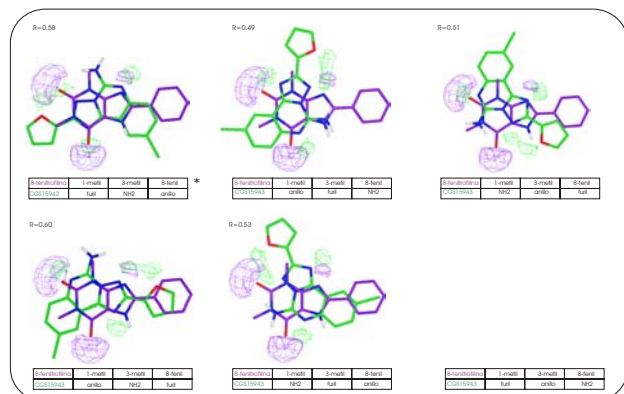 R=0.58
R=0.49
R=0.51
8-fenilteofilina 1-metil 3-metil 8-fenil
CGS15943 furil NH2 anillo
*
8-fenilteofilina 1-metil 3-metil 8-fenil
CGS15943 anillo furil NH2
8-fenilteofilina 1-metil 3-metil 8-fenil
CGS15943 NH2 anillo furil
R=0.60
R=0.53
8-fenilteofilina 1-metil 3-metil 8-fenil
CGS15943 anillo NH2 furil
8-fenilteofilina 1-metil 3-metil 8-fenil
CGS15943 NH2 furil anillo
8-fenilteofilina 1-metil 3-metil 8-fenil
CGS15943 furil anillo NH2